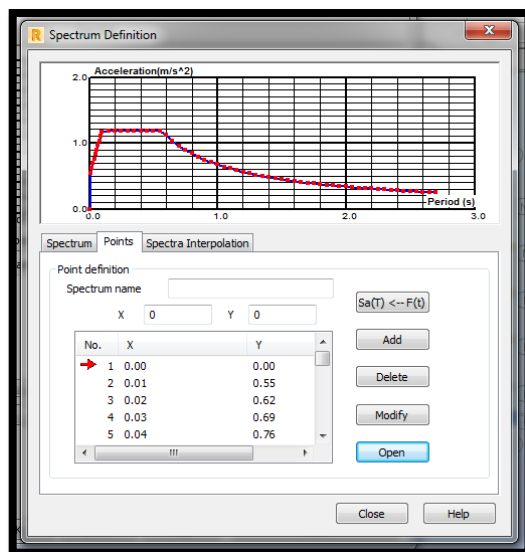 Spectrum Definition
Acceleration(m/s^2)
2.0
1.0
0.0
Period (s)
0.0 1.0 2.0 3.0
Spectrum Points Spectra Interpolation
Point definition
Spectrum name
Sa(T) <-- F(t)
X 0 Y 0
Add
No. X Y
1 0.00 0.00
2 0.01 0.55
Delete
3 0.02 0.62
4 0.03 0.69
Modify
5 0.04 0.76
Open
Close Help